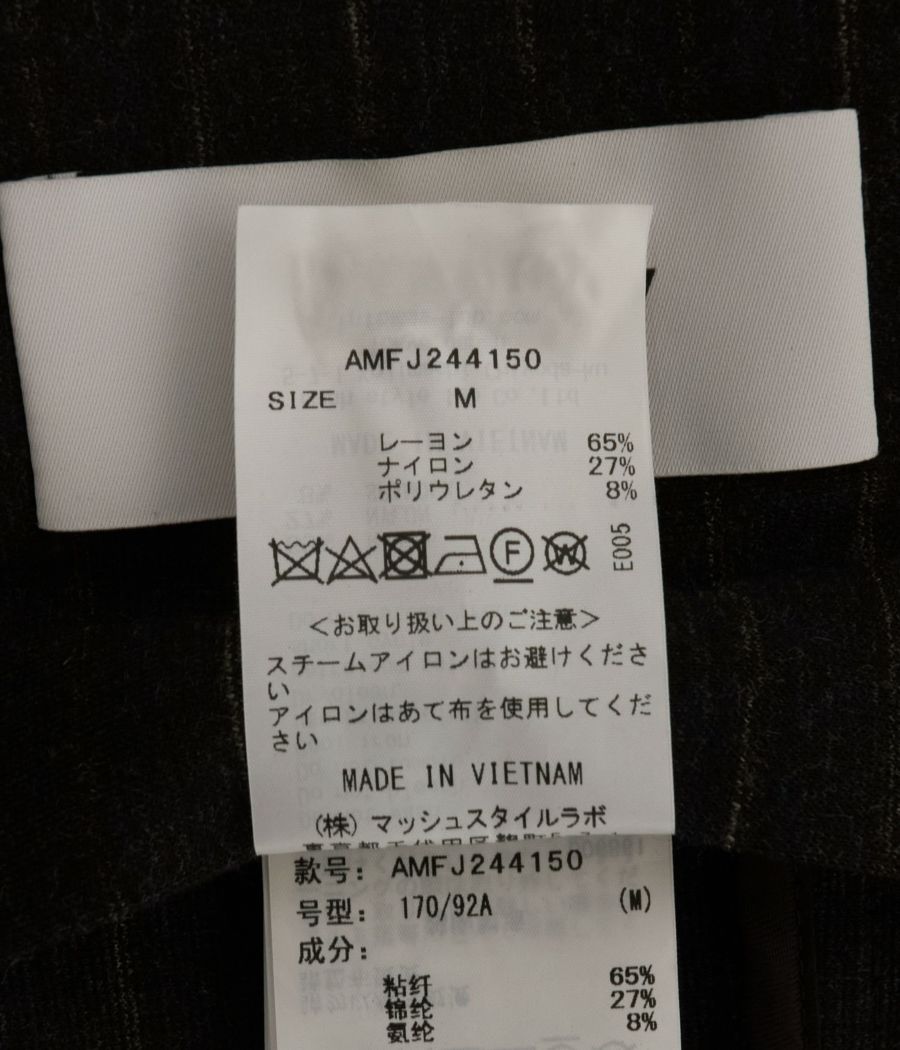 AMFJ244150
SIZE M
レーヨン 65%
ナイロン 27%
ポリウレタン 8%
F W E005
＜お取り扱い上のご注意＞
スチームアイロンはお避けくださ
い
アイロンはあて布を使用してくだ
さい
MADE IN VIETNAM
(株) マッシュスタイルラボ
款号: AMFJ244150
号型: 170/92A (M)
成分:
粘纤 65%
锦纶 27%
氨纶 8%